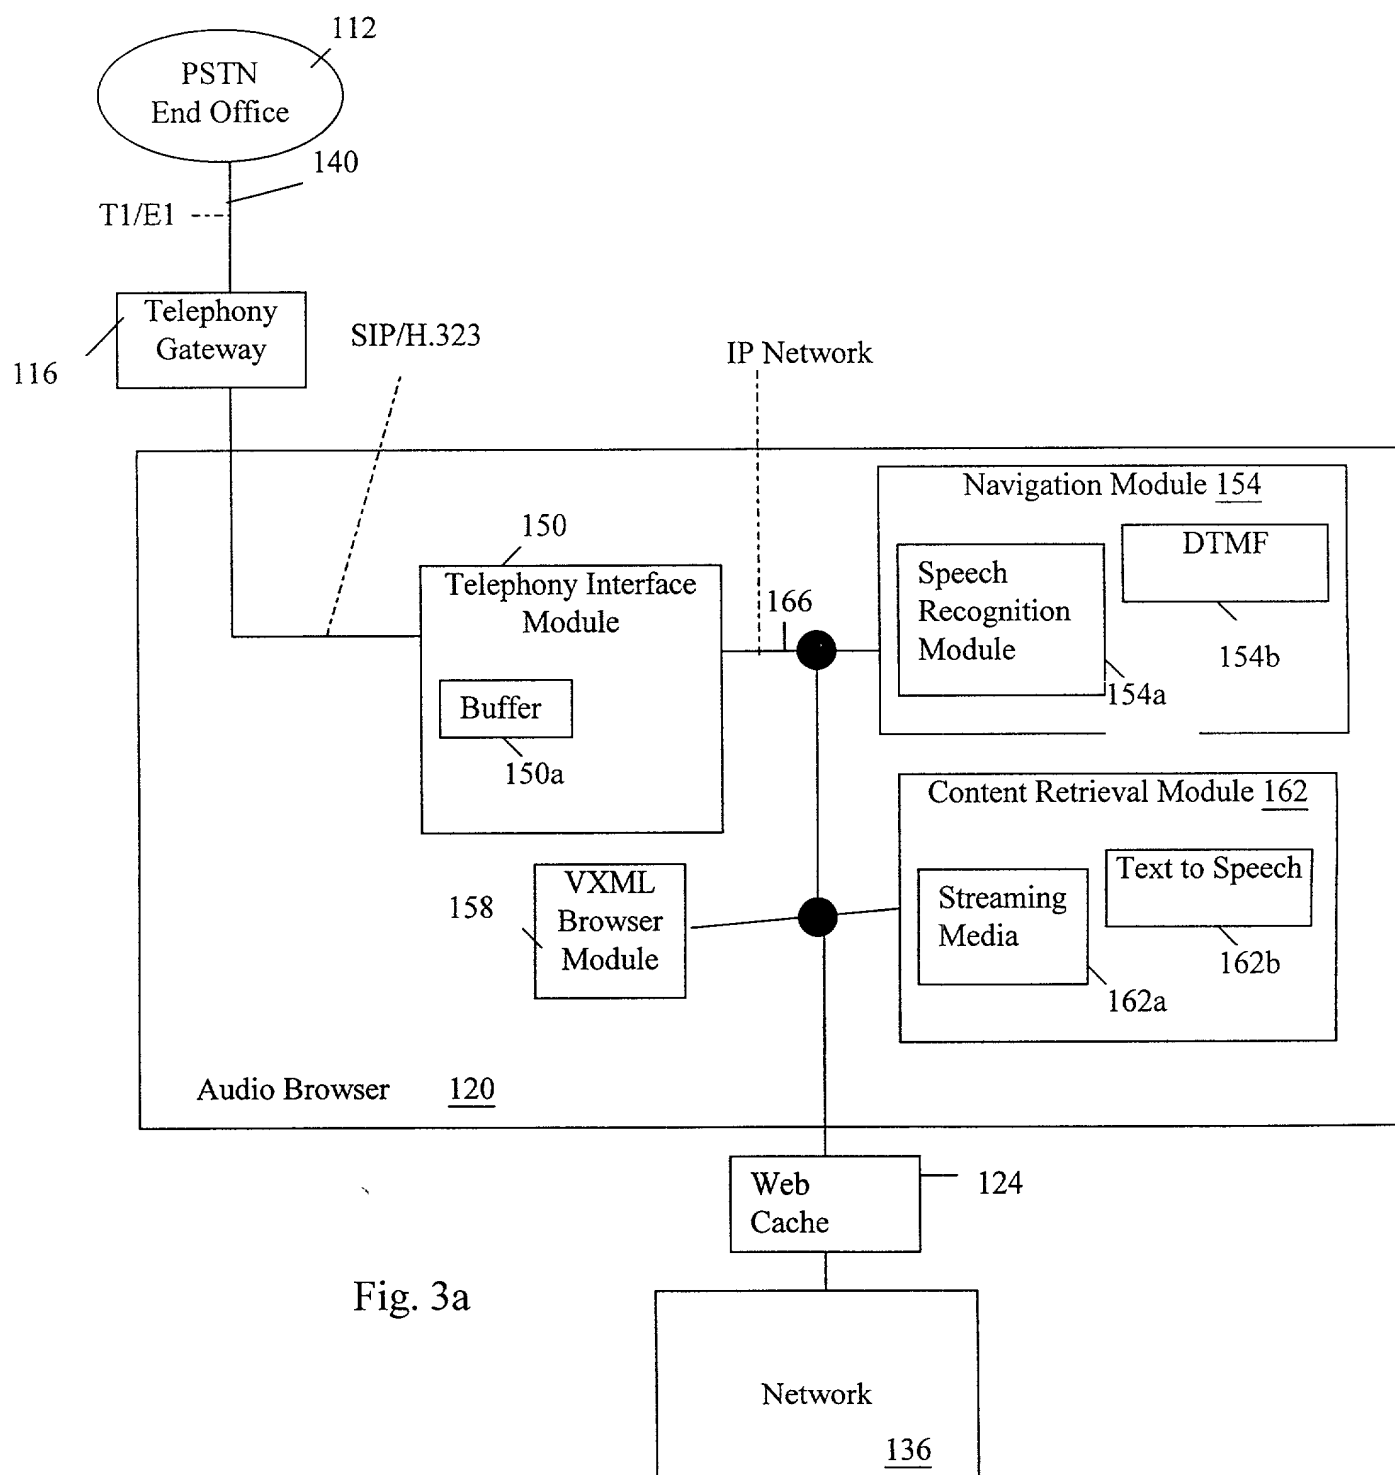 112
PSTN
End Office
140
T1/E1
Telephony
Gateway
116
SIP/H.323
IP Network
Navigation Module 154
150
DTMF
Telephony Interface
Module
Speech
Recognition
Module
166
154b
154a
Buffer
150a
Content Retrieval Module 162
VXML
Browser
Module
158
Text to Speech
Streaming
Media
162b
162a
Audio Browser 120
Web
Cache
124
Fig. 3a
Network
136